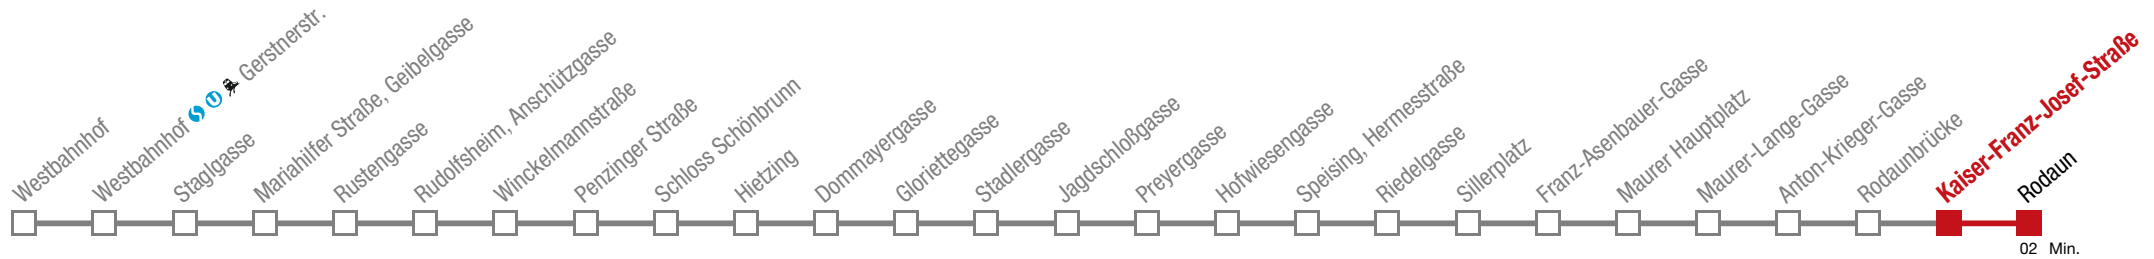 Westbahnhof
Westbahnhof S U Gerstnerstr.
Staglgasse
Mariahilfer Straße, Geibelgasse
Rustengasse
Rudolfsheim, Anschützgasse
Winckelmannstraße
Penzinger Straße
Schloss Schönbrunn
Hietzing
Dommayergasse
Gloriettegasse
Stadlergasse
Jagdschloßgasse
Preyergasse
Hofwiesengasse
Speising, Hermesstraße
Riedelgasse
Sillerplatz
Franz-Asenbauer-Gasse
Maurer Hauptplatz
Maurer-Lange-Gasse
Anton-Krieger-Gasse
Rodaunbrücke
Kaiser-Franz-Josef-Straße
Rodaun
02 Min.